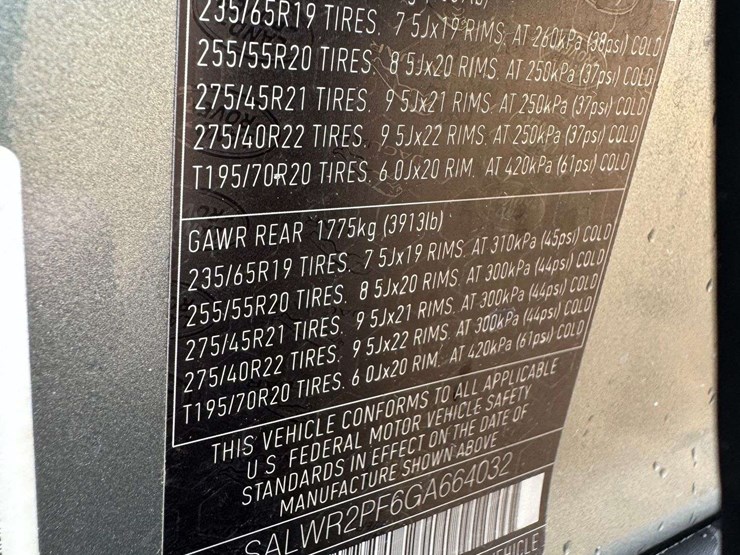 235/65R19 TIRES. 7 5Jx19 RIMS. AT 260kPa (38psi) COLD
255/55R20 TIRES. 8 5Jx20 RIMS. AT 250kPa (37psi) COLD
275/45R21 TIRES. 9 5Jx21 RIMS. AT 250kPa (37psi) COLD
275/40R22 TIRES. 9 5Jx22 RIMS. AT 250kPa (37psi) COLD
T195/70R20 TIRES. 6.0Jx20 RIM. AT 420kPa (61psi) COLD
GAWR REAR 1775kg (3913lb)
235/65R19 TIRES. 7 5Jx19 RIMS. AT 310kPa (45psi) COLD
255/55R20 TIRES. 8 5Jx20 RIMS. AT 300kPa (44psi) COLD
275/45R21 TIRES. 9 5Jx21 RIMS. AT 300kPa (44psi) COLD
275/40R22 TIRES. 9 5Jx22 RIMS. AT 300kPa (44psi) COLD
T195/70R20 TIRES. 6 0Jx20 RIM. AT 420kPa (61psi) COLD
THIS VEHICLE CONFORMS TO ALL APPLICABLE
U S FEDERAL MOTOR VEHICLE SAFETY
STANDARDS IN EFFECT ON THE DATE OF
MANUFACTURE SHOWN ABOVE
SALWR2PF6GA664032